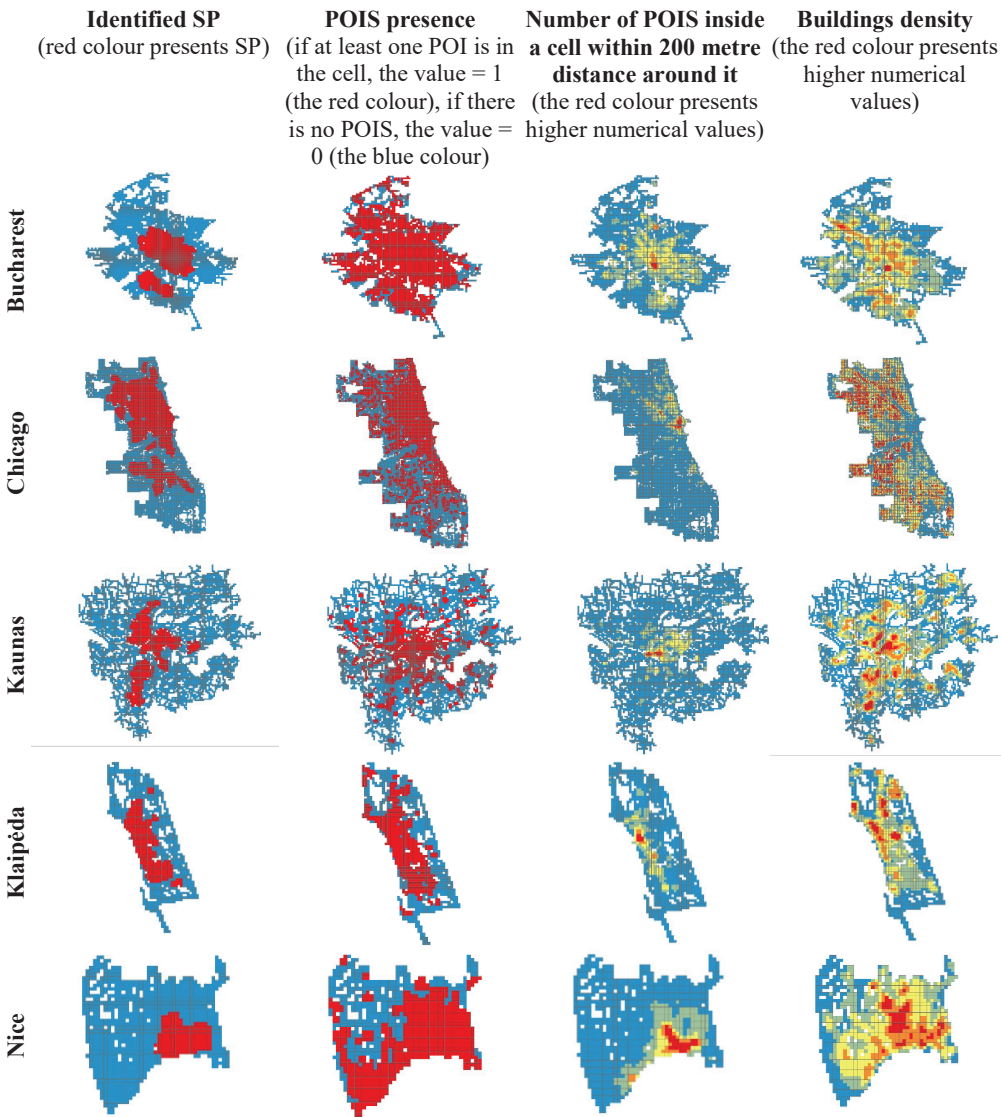 Identified SP
(red colour presents SP)
POIS presence
(if at least one POI is in
the cell, the value = 1
(the red colour), if there
is no POIS, the value =
0 (the blue colour)
Number of POIS inside
a cell within 200 metre
distance around it
(the red colour presents
higher numerical values)
Buildings density
(the red colour presents
higher numerical
values)
Bucharest
Chicago
Kaunas
Klaipėda
Nice